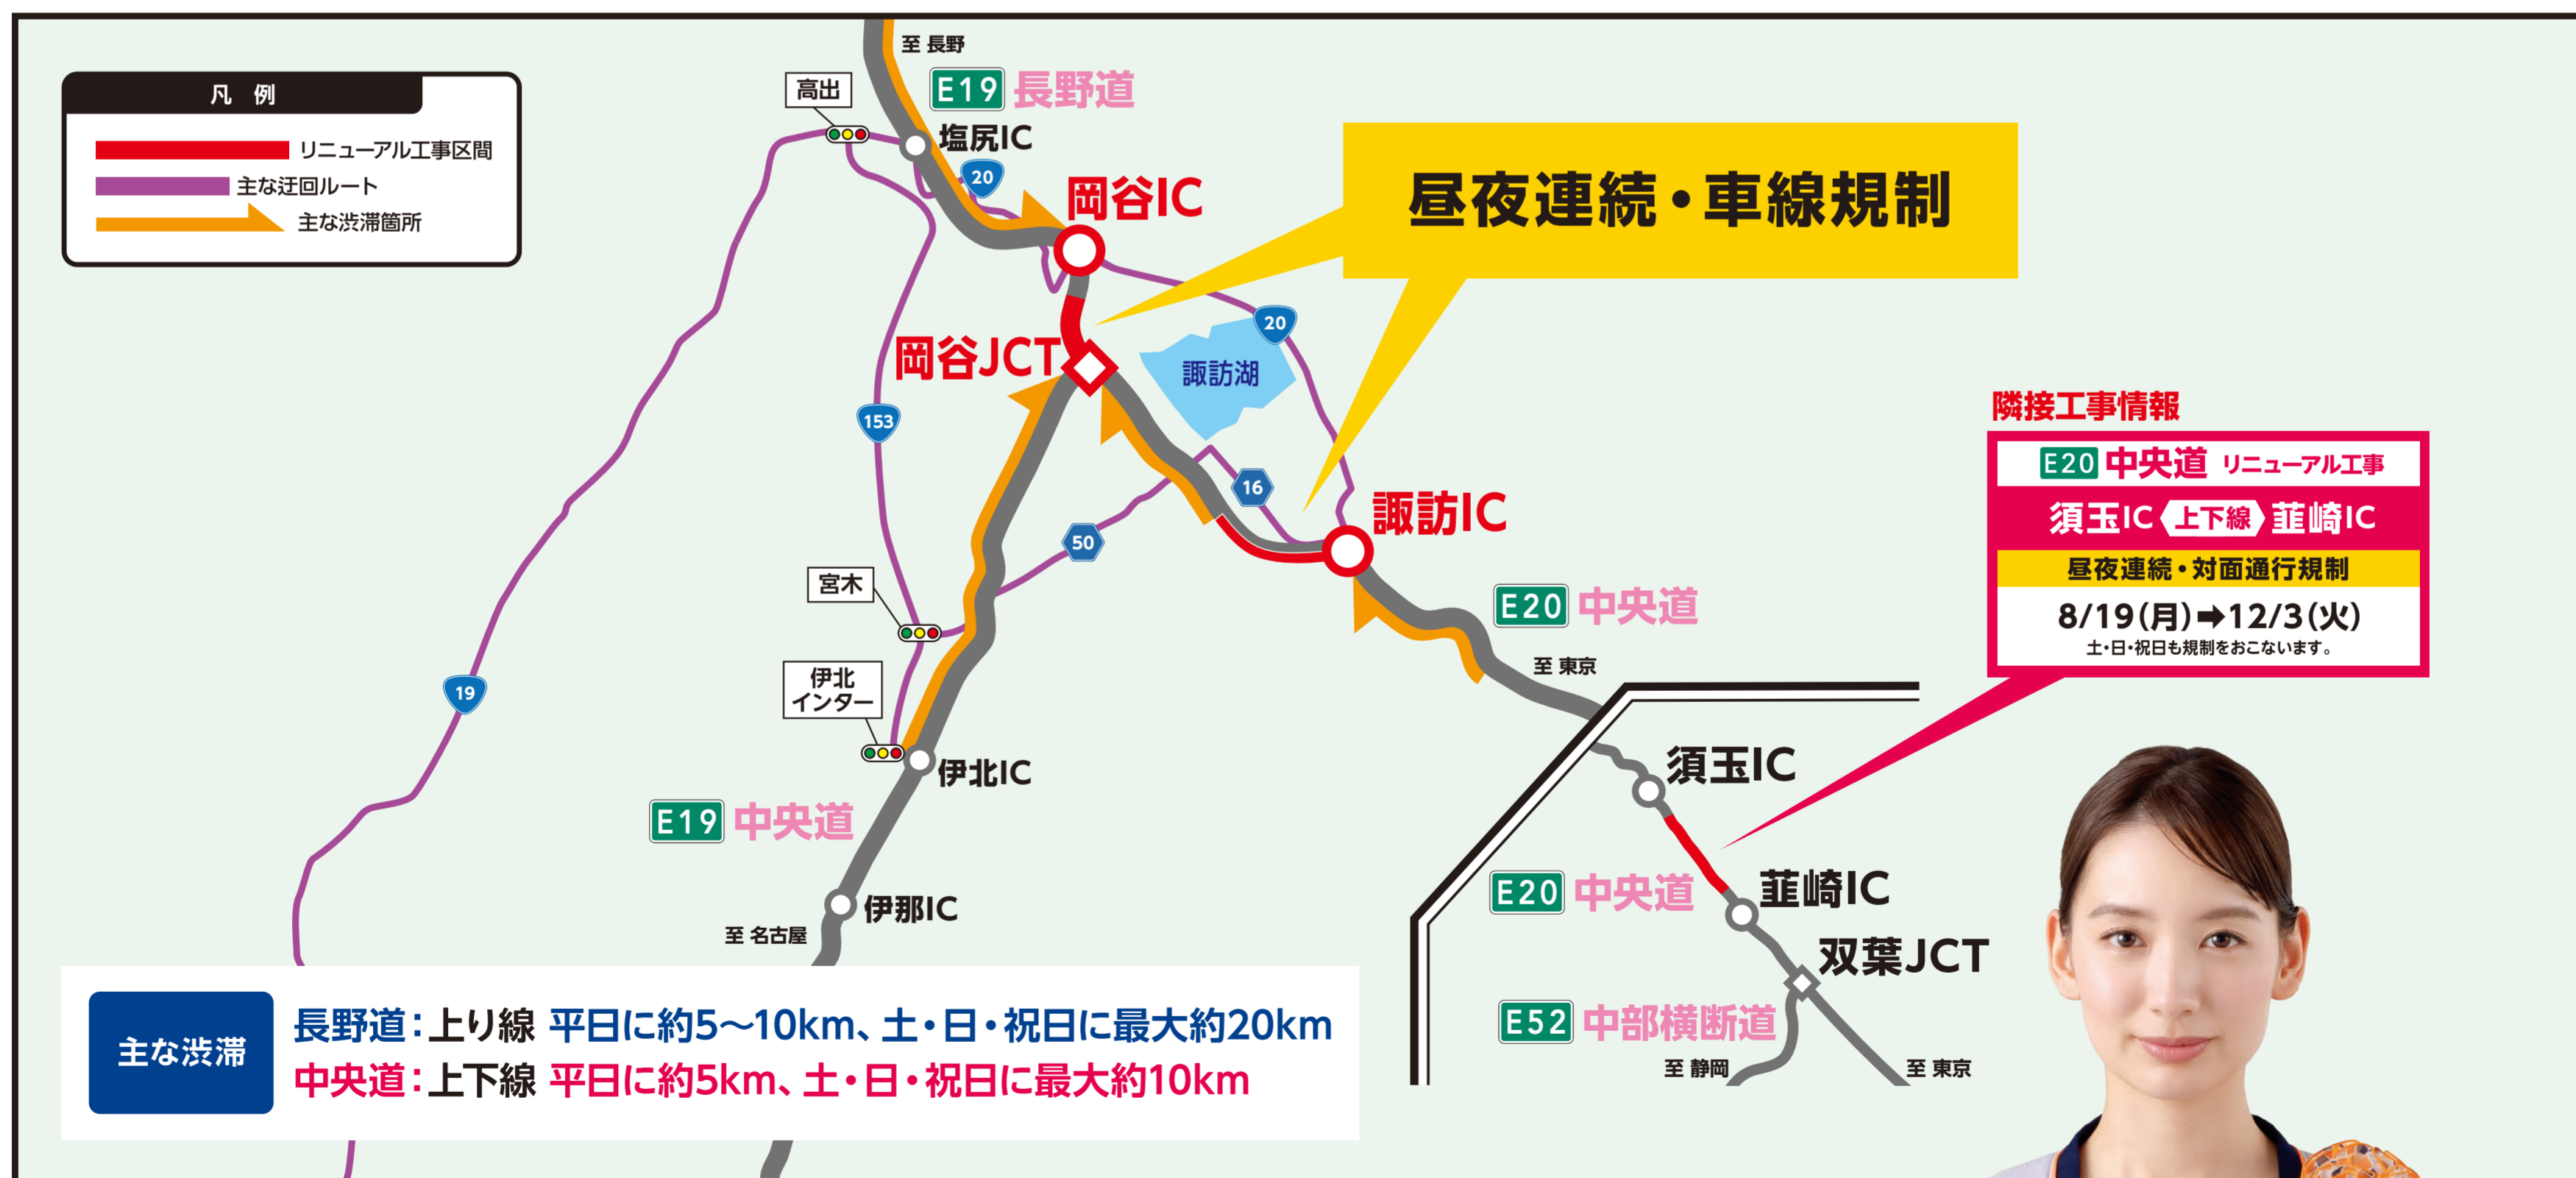 凡 例
リニューアル工事区間
主な迂回ルート
主な渋滞箇所
至 長野
E19 長野道
高出
塩尻IC
20
岡谷IC
昼夜連続・車線規制
岡谷JCT
諏訪湖
20
153
16
諏訪IC
50
宮木
E20 中央道
至 東京
伊北
インター
19
伊北IC
E19 中央道
伊那IC
至 名古屋
隣接工事情報
E20 中央道 リニューアル工事
須玉IC 上下線 韮崎IC
昼夜連続・対面通行規制
8/19(月)➡12/3(火)
土・日・祝日も規制をおこないます。
須玉IC
E20 中央道
韮崎IC
双葉JCT
E52 中部横断道
至 静岡
至 東京
主な渋滞
長野道：上り線 平日に約5〜10km、土・日・祝日に最大約20km
中央道：上下線 平日に約5km、土・日・祝日に最大約10km